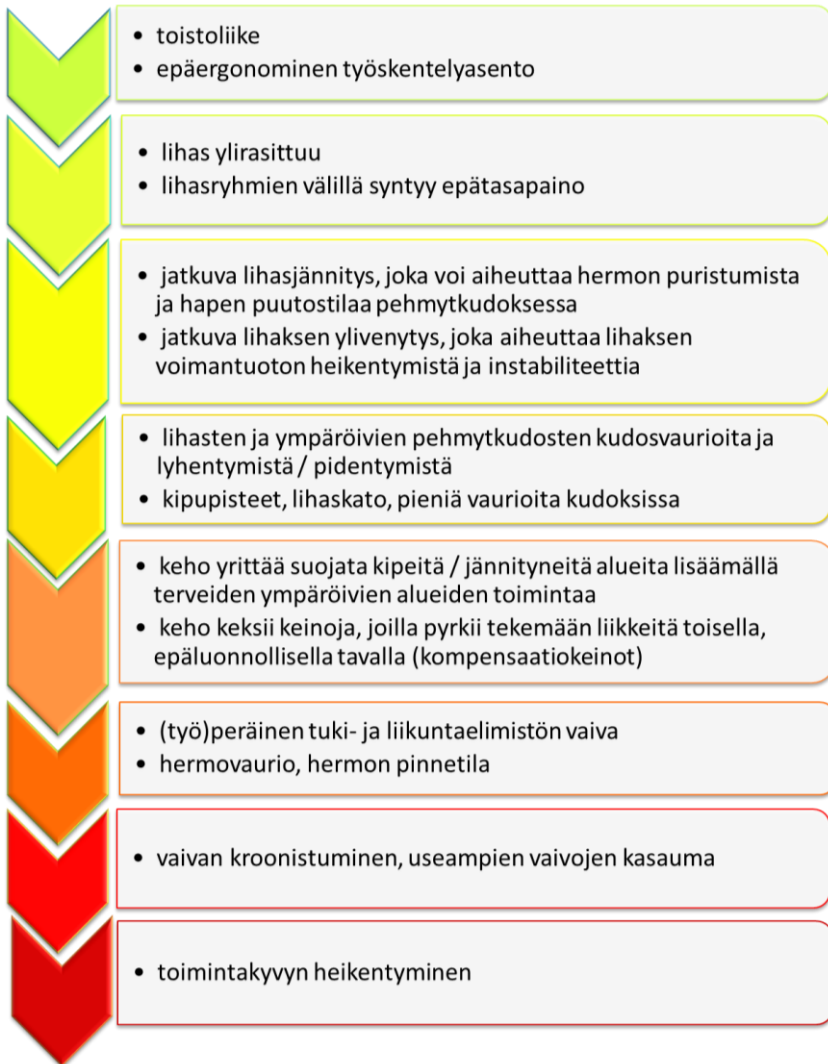 • toistoliike
• epäergonominen työskentelyasento
• lihas ylirasittuu
• lihasryhmien välillä syntyy epätasapaino
• jatkuva lihasjännitys, joka voi aiheuttaa hermon puristumista
ja hapen puutostilaa pehmytkudoksessa
• jatkuva lihaksen ylivenytys, joka aiheuttaa lihaksen
voimantuoton heikentymistä ja instabiliteettia
• lihasten ja ympäröivien pehmytkudosten kudosvaurioita ja
lyhentymistä / pidentymistä
• kipupisteet, lihaskato, pieniä vaurioita kudoksissa
• keho yrittää suojata kipeitä / jännityneitä alueita lisäämällä
terveiden ympäröivien alueiden toimintaa
• keho keksii keinoja, joilla pyrkii tekemään liikkeitä toisella,
epäluonnollisella tavalla (kompensaatiokeinot)
• (työ)peräinen tuki- ja liikuntaelimistön vaiva
• hermovaurio, hermon pinnetila
• vaivan kroonistuminen, useampien vaivojen kasauma
• toimintakyvyn heikentyminen